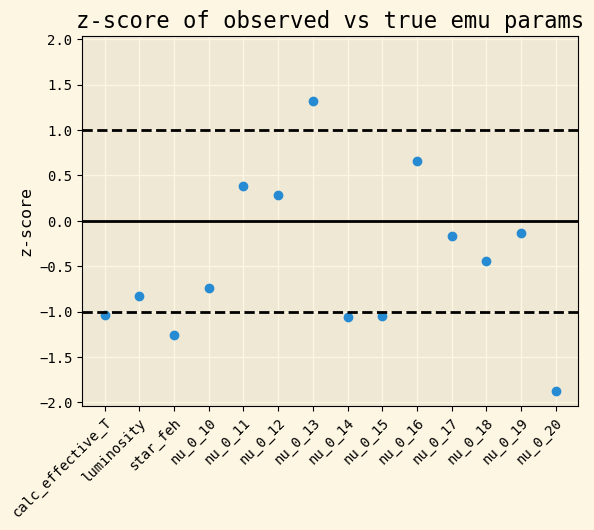 z-score of observed vs true emu params
z-score
2.0
1.5
1.0
0.5
0.0
−0.5
−1.0
−1.5
−2.0
calc_effective_T
luminosity
star_feh
nu_0_10
nu_0_11
nu_0_12
nu_0_13
nu_0_14
nu_0_15
nu_0_16
nu_0_17
nu_0_18
nu_0_19
nu_0_20